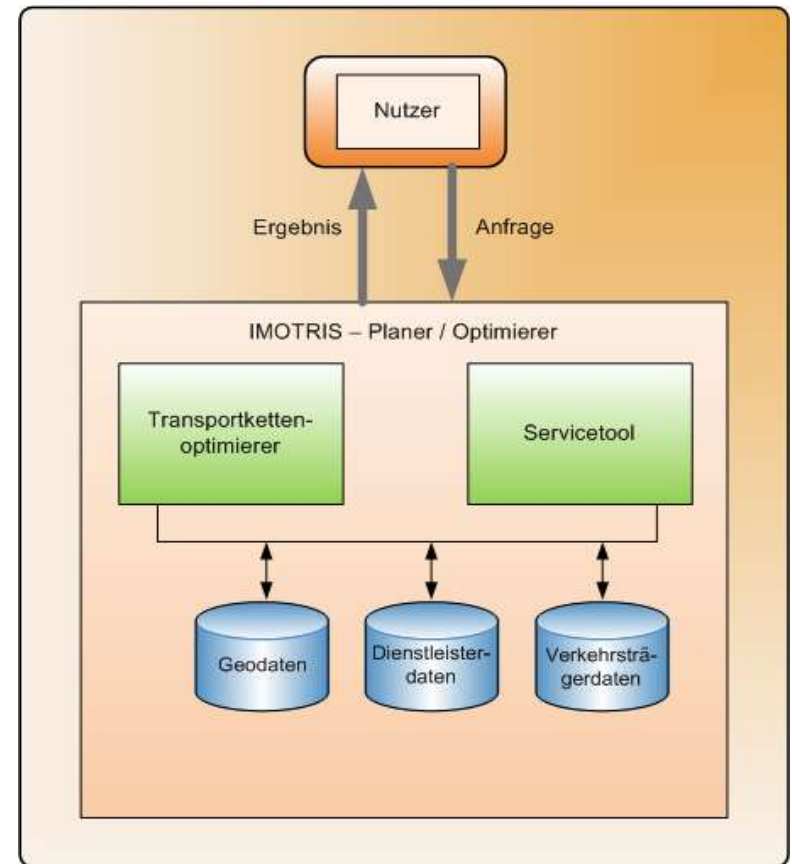 Nutzer
Ergebnis
Anfrage
IMOTRIS – Planer / Optimierer
Transportketten-
optimierer
Servicetool
Geodaten
Dienstleister-
daten
Verkehrsträ-
gerdaten